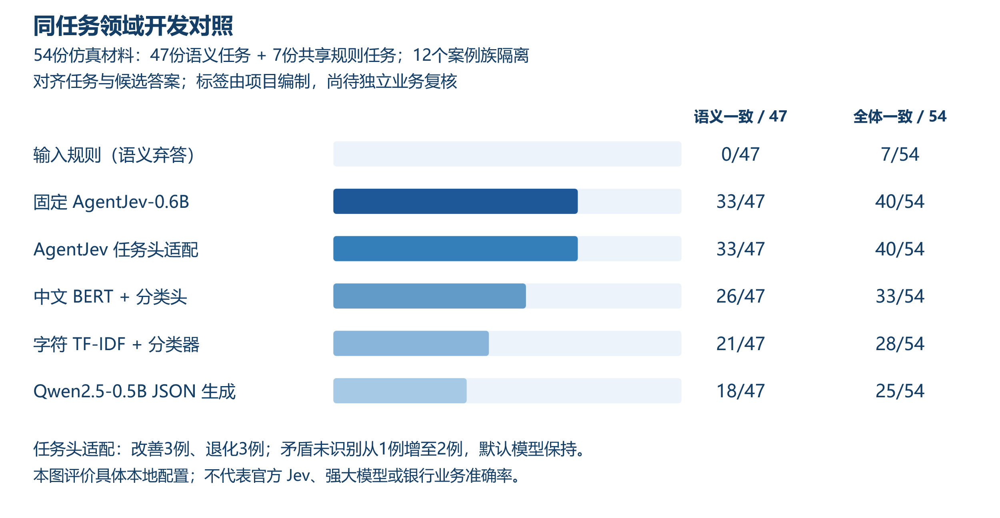 同任务领域开发对照
54份仿真材料：47份语义任务 + 7份共享规则任务；12个案例族隔离
对齐任务与候选答案；标签由项目编制，尚待独立业务复核
语义一致 / 47 全体一致 / 54
输入规则（语义弃答） 0/47 7/54
固定 AgentJev-0.6B 33/47 40/54
AgentJev 任务头适配 33/47 40/54
中文 BERT + 分类头 26/47 33/54
字符 TF-IDF + 分类器 21/47 28/54
Qwen2.5-0.5B JSON 生成 18/47 25/54
任务头适配：改善3例、退化3例；矛盾未识别从1例增至2例，默认模型保持。
本图评价具体本地配置；不代表官方 Jev、强大模型或银行业务准确率。